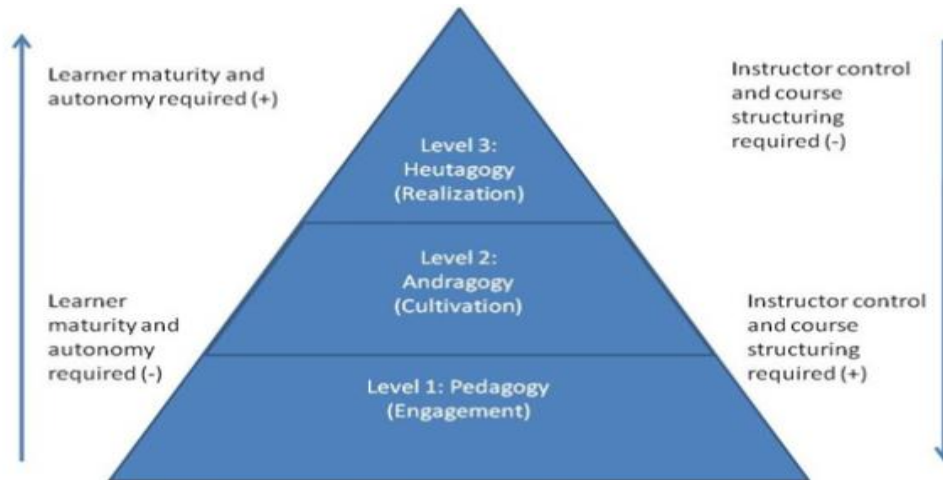 Learner maturity and
autonomy required (+)
Instructor control
and course
structuring
required (-)
Level 3:
Heutagogy
(Realization)
Level 2:
Andragogy
(Cultivation)
Learner
maturity and
autonomy
required (-)
Instructor control
and course
structuring
required (+)
Level 1: Pedagogy
(Engagement)